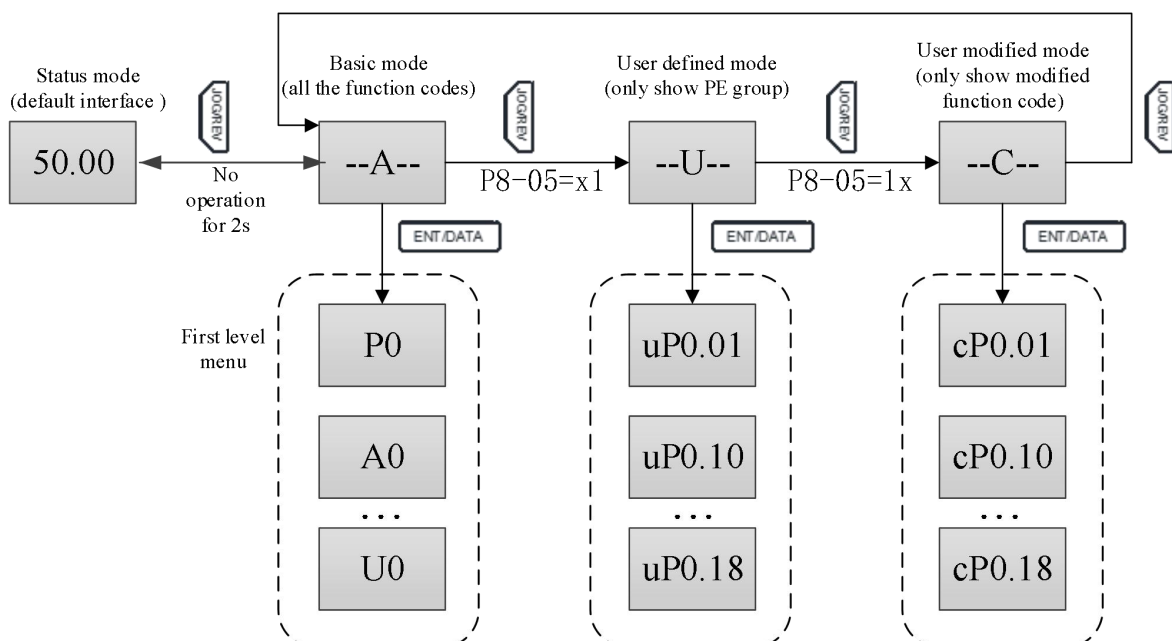 Status mode
(default interface )
50.00
JOG/REV
No
operation
for 2s
Basic mode
(all the function codes)
--A--
JOG/REV
P8-05=x1
User defined mode
(only show PE group)
--U--
JOG/REV
P8-05=1x
User modified mode
(only show modified
function code)
--C--
JOG/REV
ENT/DATA
ENT/DATA
ENT/DATA
First level
menu
P0
uP0.01
cP0.01
A0
uP0.10
cP0.10
...
...
...
U0
uP0.18
cP0.18